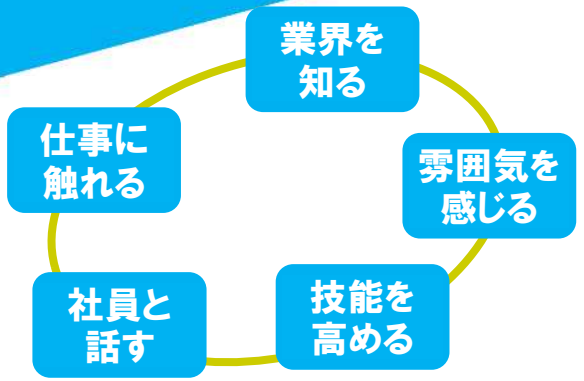 業界を
知る
仕事に
触れる
雰囲気を
感じる
社員と
話す
技能を
高める